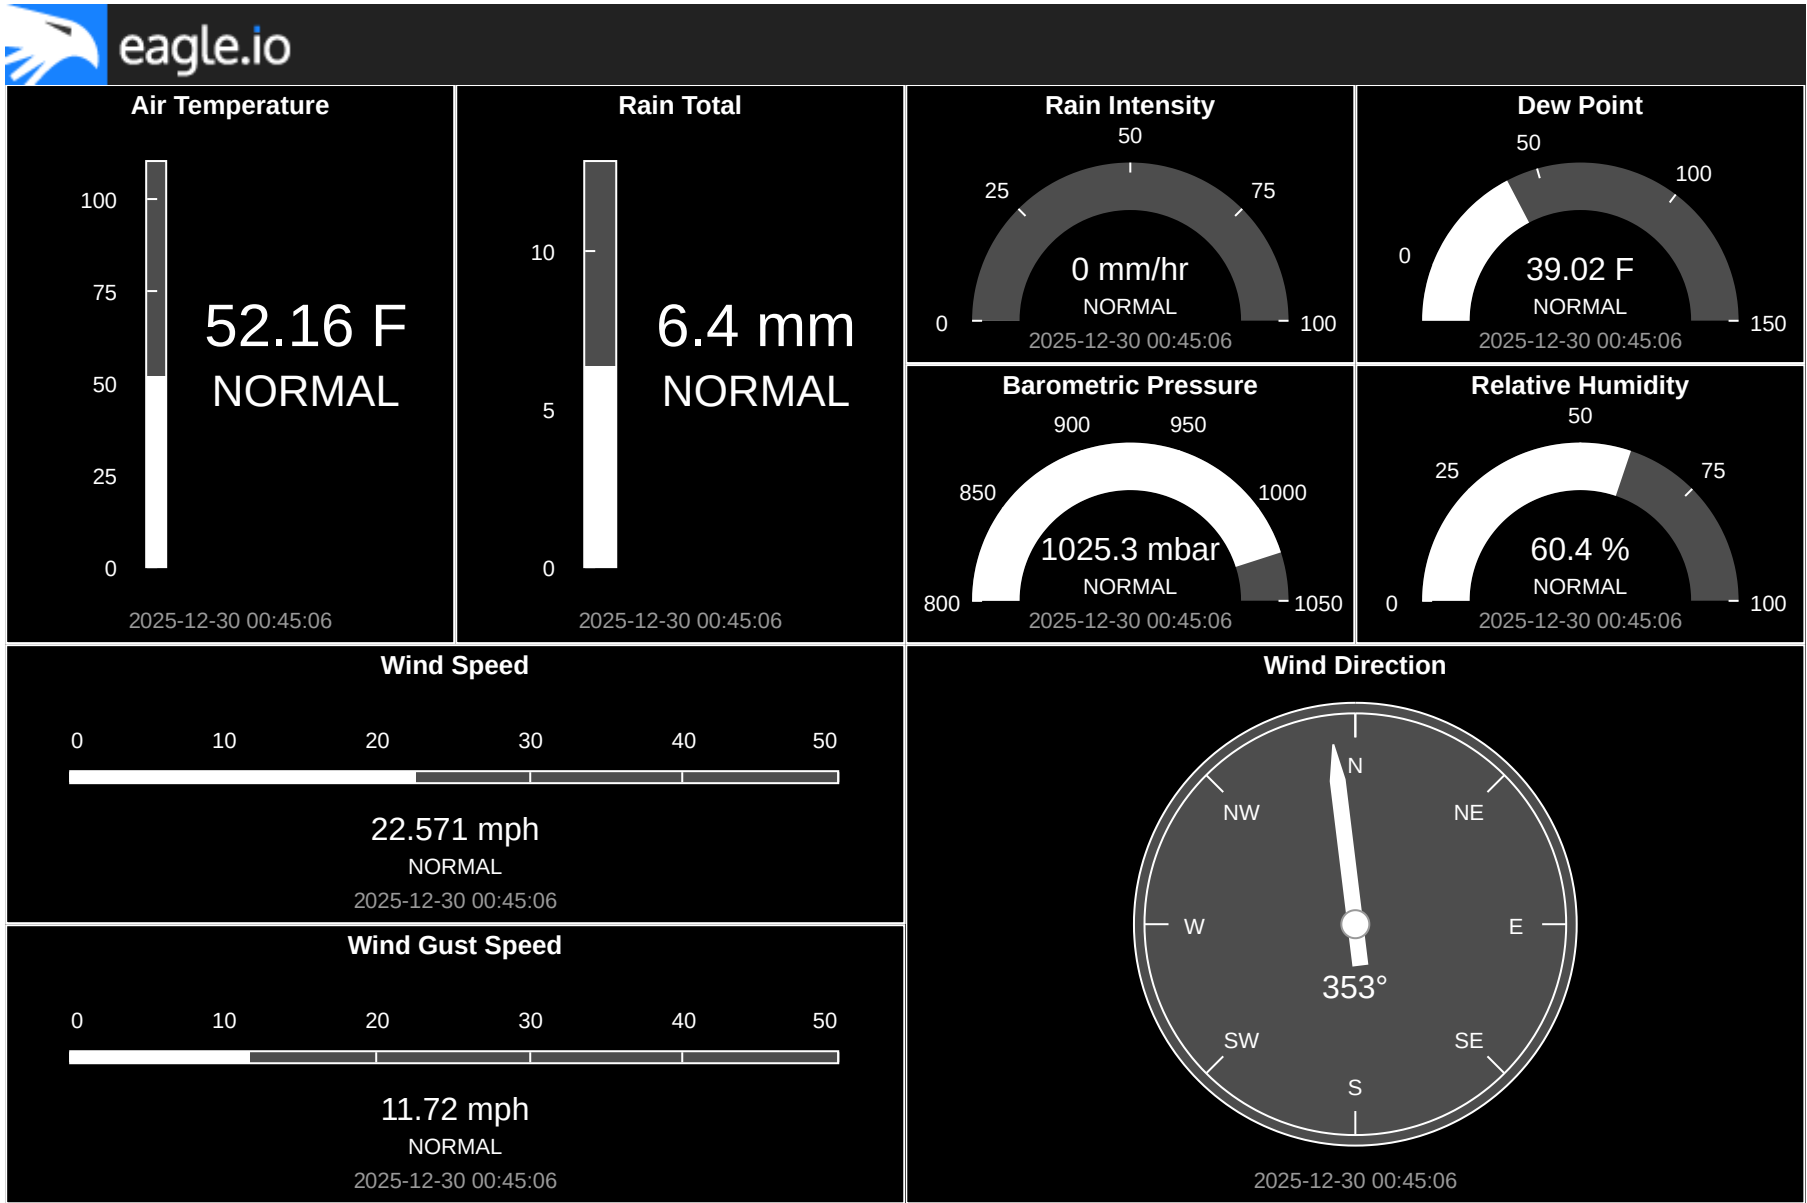 eagle.io
Air Temperature
100
75
50
25
0
52.16 F
NORMAL
2025-12-30 00:45:06
Rain Total
10
5
0
6.4 mm
NORMAL
2025-12-30 00:45:06
Rain Intensity
0
25
50
75
100
0 mm/hr
NORMAL
2025-12-30 00:45:06
Dew Point
0
50
100
150
39.02 F
NORMAL
2025-12-30 00:45:06
Barometric Pressure
800
850
900
950
1000
1050
1025.3 mbar
NORMAL
2025-12-30 00:45:06
Relative Humidity
0
25
50
75
100
60.4 %
NORMAL
2025-12-30 00:45:06
Wind Speed
0 10 20 30 40 50
22.571 mph
NORMAL
2025-12-30 00:45:06
Wind Gust Speed
0 10 20 30 40 50
11.72 mph
NORMAL
2025-12-30 00:45:06
Wind Direction
N
NW NE
W E
353°
SW SE
S
2025-12-30 00:45:06